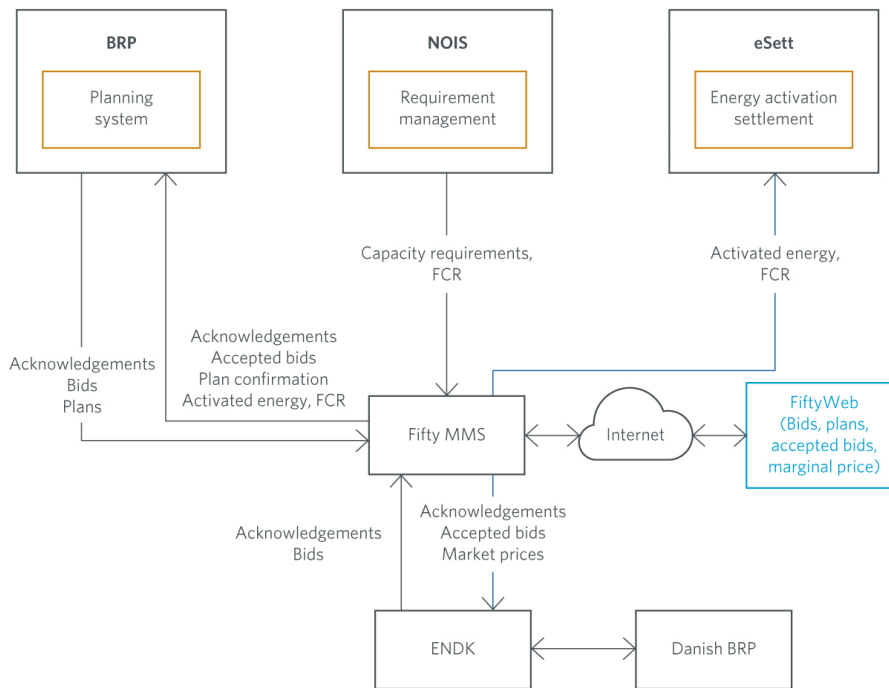 BRP
Planning
system
NOIS
Requirement
management
eSett
Energy activation
settlement
Capacity requirements,
FCR
Activated energy,
FCR
Acknowledgements
Bids
Plans
Acknowledgements
Accepted bids
Plan confirmation
Activated energy, FCR
Fifty MMS
Internet
FiftyWeb
(Bids, plans,
accepted bids,
marginal price)
Acknowledgements
Bids
Acknowledgements
Accepted bids
Market prices
ENDK
Danish BRP